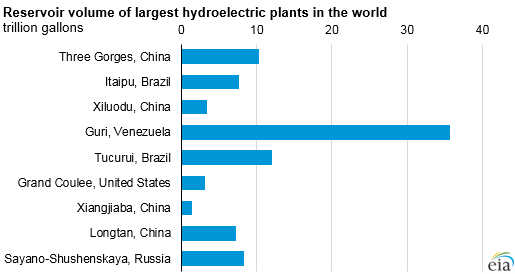 Reservoir volume of largest hydroelectric plants in the world
trillion gallons
0 10 20 30 40
Three Gorges, China
Itaipu, Brazil
Xiluodu, China
Guri, Venezuela
Tucurui, Brazil
Grand Coulee, United States
Xiangjiaba, China
Longtan, China
Sayano-Shushenskaya, Russia
eia